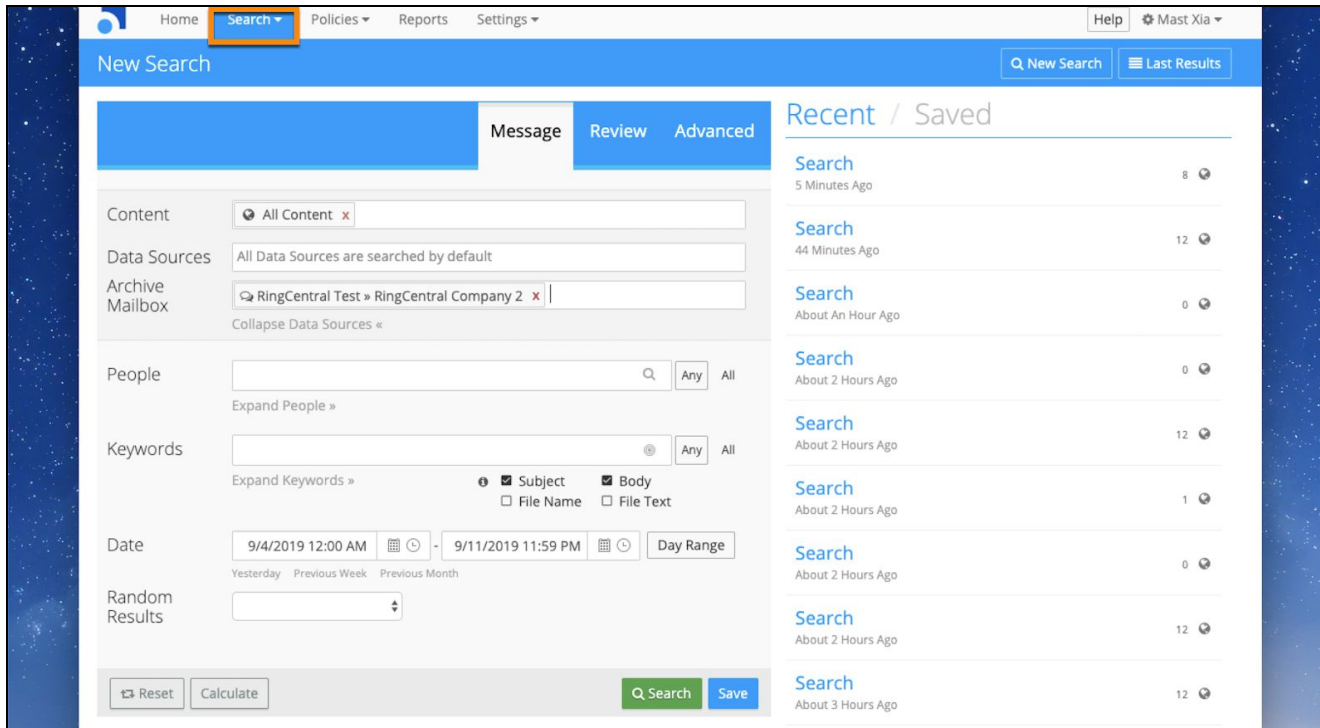 Home Search Policies Reports Settings Help Mast Xia
New Search New Search Last Results
Message Review Advanced
Content All Content x
Data Sources All Data Sources are searched by default
Archive
Mailbox
RingCentral Test » RingCentral Company 2 x
Collapse Data Sources «
People Any All
Expand People »
Keywords Any All
Expand Keywords » Subject Body
File Name File Text
Date 9/4/2019 12:00 AM - 9/11/2019 11:59 PM Day Range
Yesterday Previous Week Previous Month
Random
Results
Reset Calculate Search Save
Recent / Saved
Search
5 Minutes Ago 8
Search
44 Minutes Ago 12
Search
About An Hour Ago 0
Search
About 2 Hours Ago 0
Search
About 2 Hours Ago 12
Search
About 2 Hours Ago 1
Search
About 2 Hours Ago 0
Search
About 2 Hours Ago 12
Search
About 3 Hours Ago 12